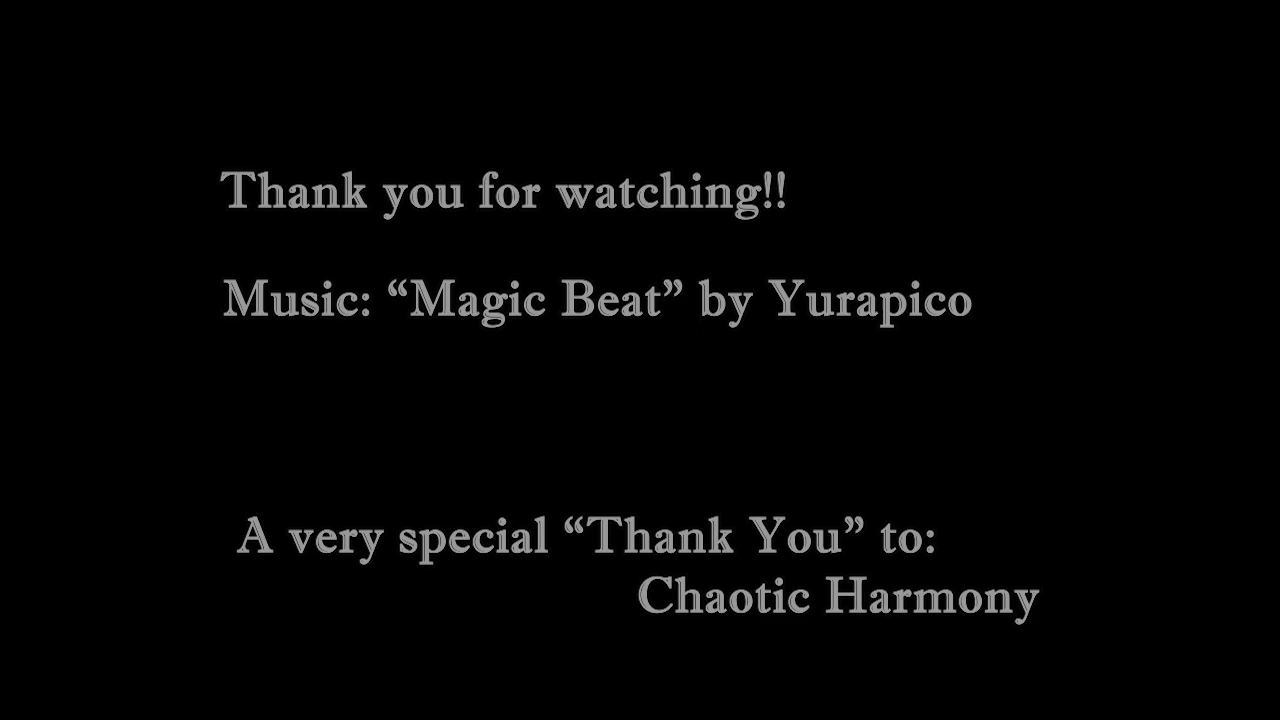 Thank you for watching!!
Music: “Magic Beat” by Yurapico
A very special “Thank You” to:
Chaotic Harmony